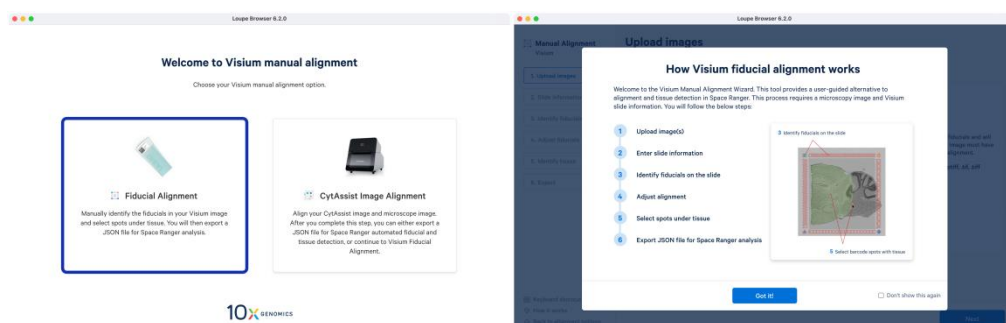 Loupe Browser 6.2.0
Welcome to Visium manual alignment
Choose your Visium manual alignment option.
Fiducial Alignment
Manually identify the fiducials in your Visium image
and select spots under tissue. You will then export a
JSON file for Space Ranger analysis.
CytAssist Image Alignment
Align your CytAssist image and microscope image.
After you complete this step, you can either export a
JSON file for Space Ranger automated fiducial and
tissue detection, or continue to Visium Fiducial
Alignment.
10X GENOMICS
Loupe Browser 6.2.0
Manual Alignment
Visium
Upload images
1. Upload images
How Visium fiducial alignment works
Welcome to the Visium Manual Alignment Wizard. This tool provides a user-guided alternative to
alignment and tissue detection in Space Ranger. This process requires a microscopy image and Visium
slide information. You will follow the below steps:
1 Upload image(s)
2 Enter slide information
3 Identify fiducials on the slide
4 Adjust alignment
5 Select spots under tissue
6 Export JSON file for Space Ranger analysis
3 Identify fiducials on the slide
5 Select barcode spots with tissue
Got it!
Don't show this again
Next